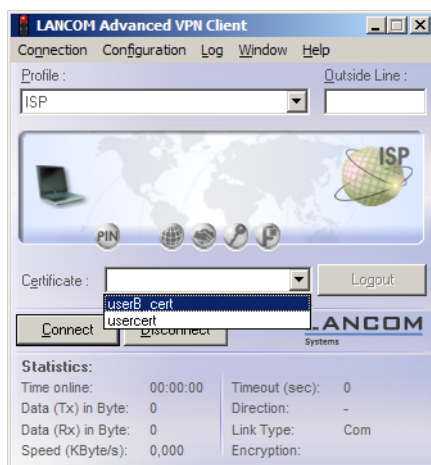 LANCOM Advanced VPN Client
Connection Configuration Log Window Help
Profile : Outside Line :
ISP
ISP
PIN
Certificate : Logout
userB_cert
usercert
Connect Disconnect LANCOM
Systems
Statistics:
Time online: 00:00:00 Timeout (sec): 0
Data (Tx) in Byte: 0 Direction: -
Data (Rx) in Byte: 0 Link Type: Com
Speed (KByte/s): 0,000 Encryption: